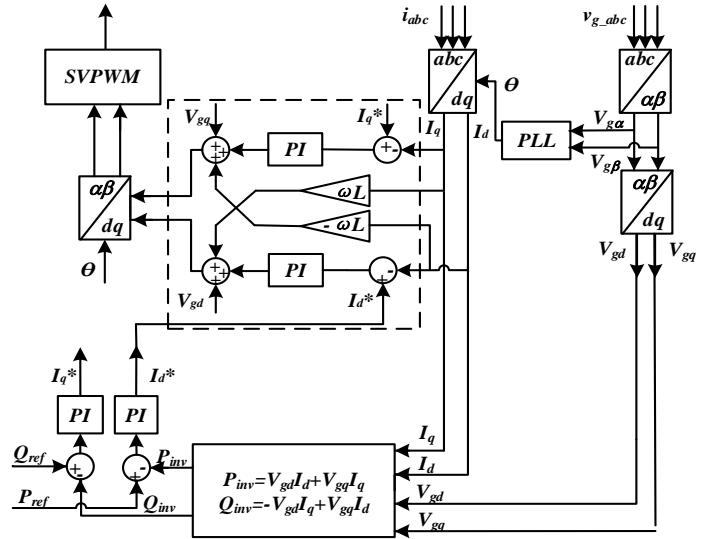 i_abc
v_g_abc
SVPWM
abc
dq
abc
αβ
V_gq
I_q*
I_q
I_d
Θ
PLL
V_gα
V_gβ
PI
ωL
- ωL
αβ
dq
αβ
dq
Θ
PI
V_gd
I_d*
V_gd
V_gq
I_q*
I_d*
PI
PI
Q_ref
P_inv
P_ref
Q_inv
P_inv=V_gdI_d+V_gqI_q
Q_inv=-V_gdI_q+V_gqI_d
I_q
I_d
V_gd
V_gq